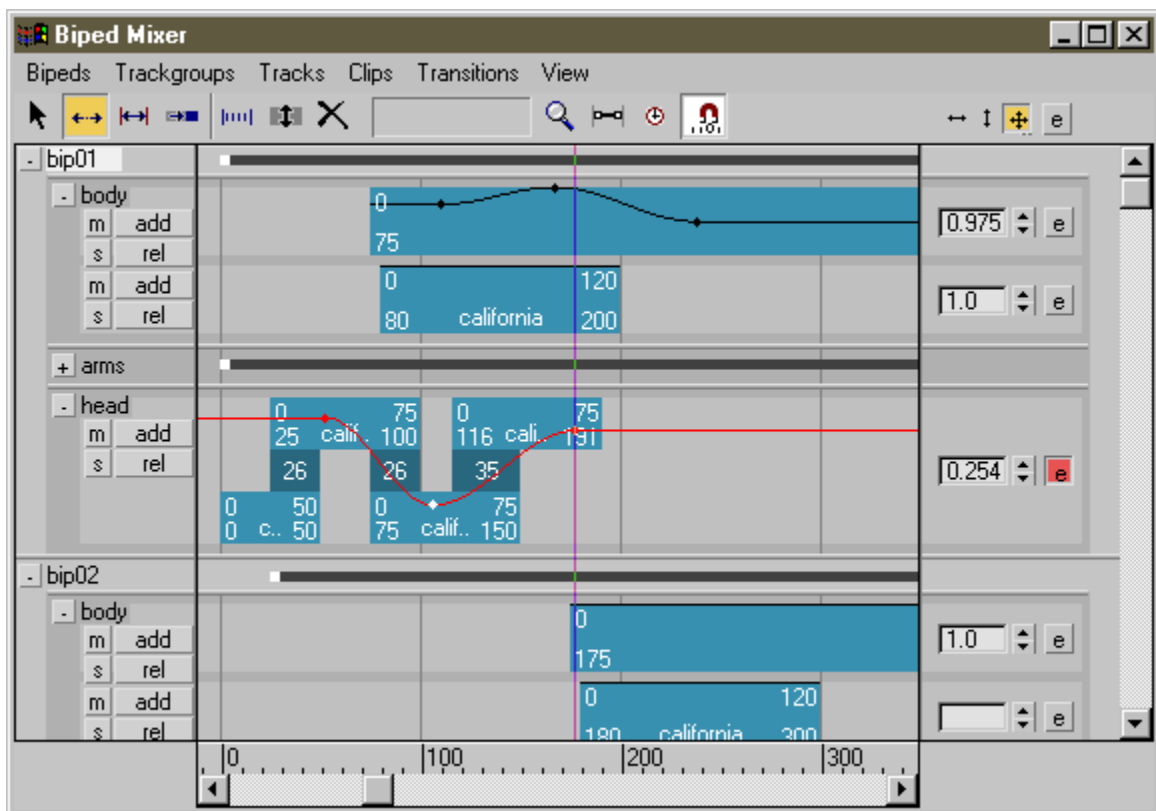 Biped Mixer
Bipeds Trackgroups Tracks Clips Transitions View
e
- bip01
- body
m add
s rel
0
75
0.975 e
m add
s rel
0 120
80 california 200
1.0 e
+ arms
- head
m add
s rel
0 75 0 75
25 calif.. 100 116 cali.. 191
26 26 35
0 50 0 75
0 c.. 50 75 calif.. 150
0.254 e
- bip02
- body
m add
s rel
0
175
1.0 e
m add
s rel
0 120
180 california 300
e
0 100 200 300